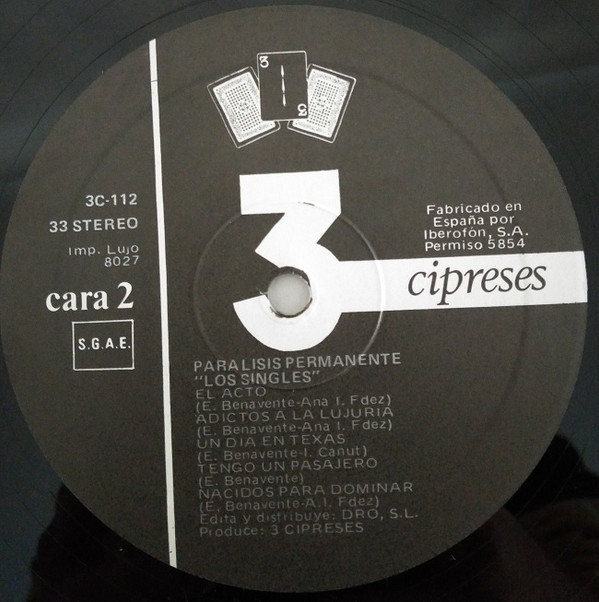 3
3
3
3C-112
33 STEREO
Imp. Lujo
8027
cara 2
S.G.A.E.
Fabricado en
España por
Iberofón, S.A.
Permiso 5854
cipreses
PARALISIS PERMANENTE
"LOS SINGLES"
EL ACTO
(E. Benavente-Ana I. Fdez)
ADICTOS A LA LUJURIA
(E. Benavente-Ana I. Fdez)
UN DIA EN TEXAS
(E. Benavente-I. Canut)
TENGO UN PASAJERO
(E. Benavente)
NACIDOS PARA DOMINAR
(E, Benavente-A.I. Fdez)
Edita y distribuye: DRO, S.L.
Produce: 3 CIPRESES